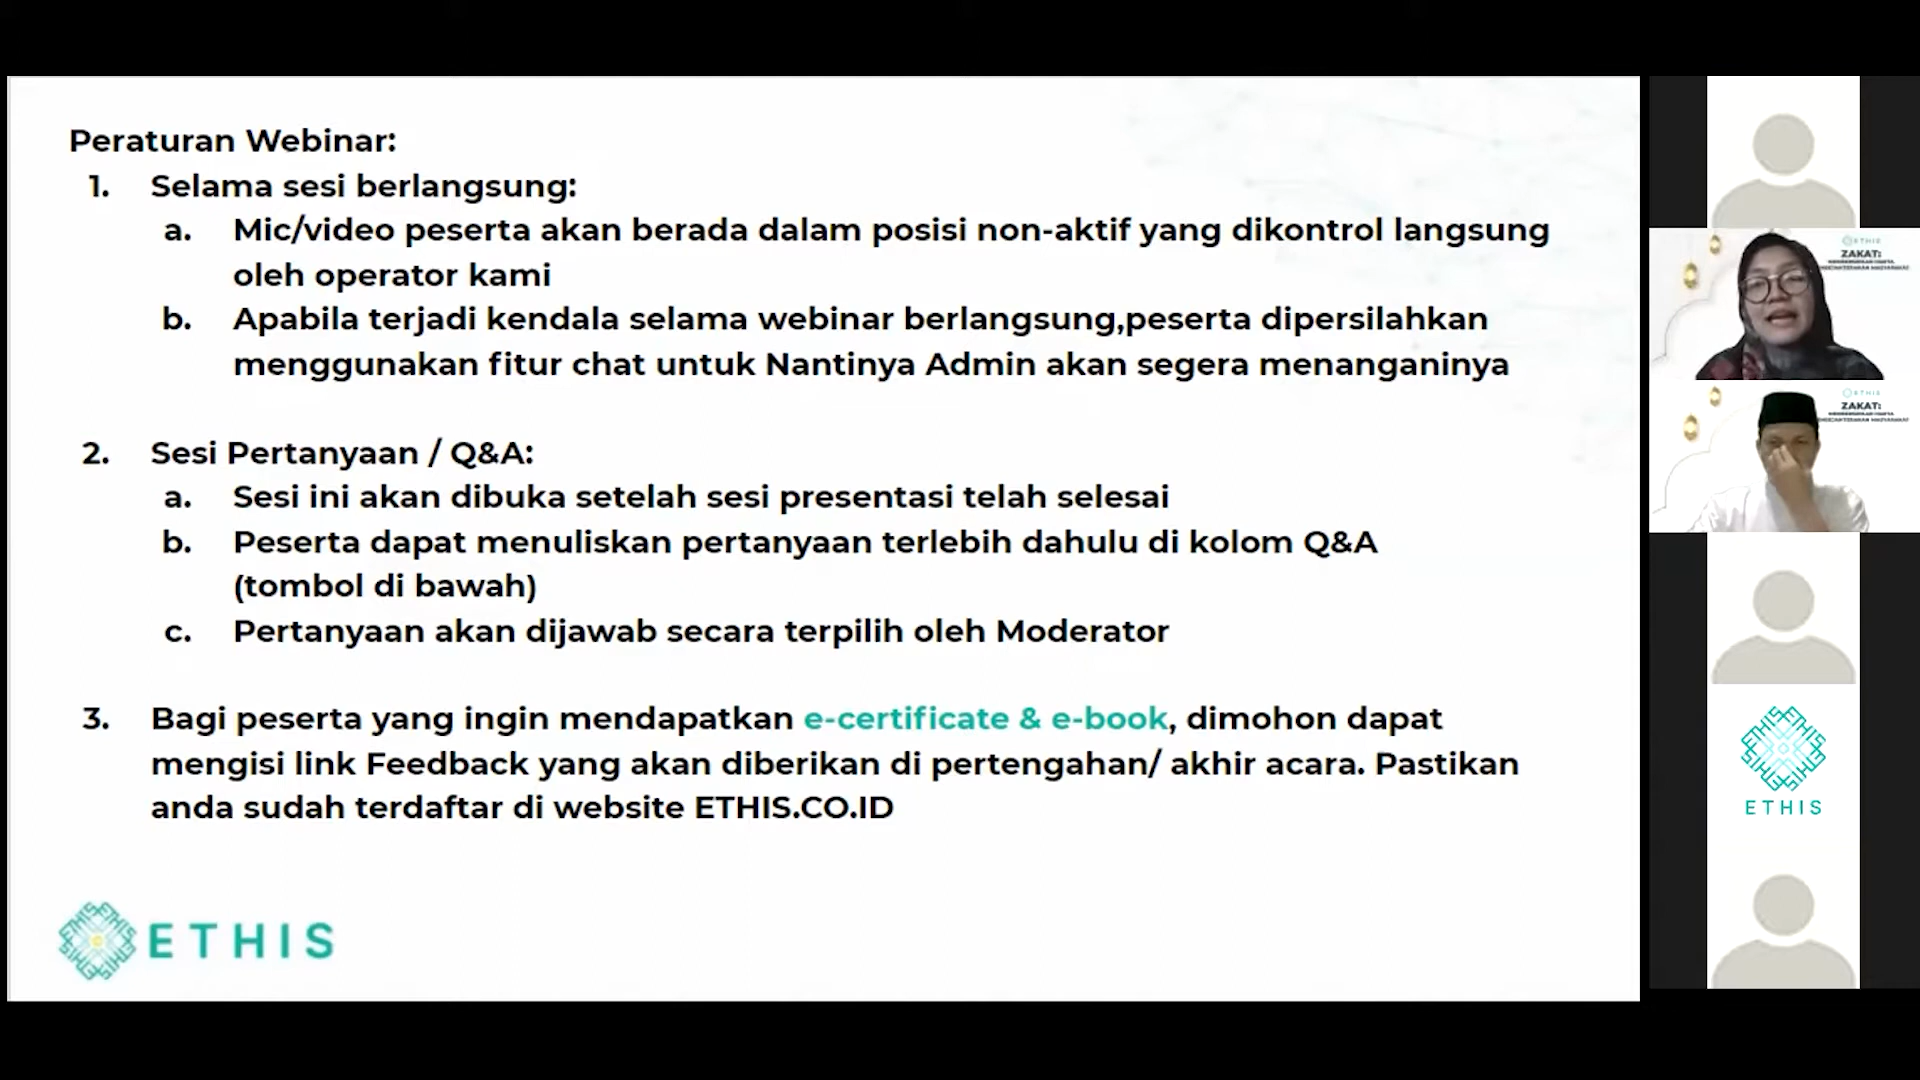 Peraturan Webinar:
1. Selama sesi berlangsung:
a. Mic/video peserta akan berada dalam posisi non-aktif yang dikontrol langsung
oleh operator kami
b. Apabila terjadi kendala selama webinar berlangsung,peserta dipersilahkan
menggunakan fitur chat untuk Nantinya Admin akan segera menanganinya
2. Sesi Pertanyaan / Q&A:
a. Sesi ini akan dibuka setelah sesi presentasi telah selesai
b. Peserta dapat menuliskan pertanyaan terlebih dahulu di kolom Q&A
(tombol di bawah)
c. Pertanyaan akan dijawab secara terpilih oleh Moderator
3. Bagi peserta yang ingin mendapatkan e-certificate & e-book, dimohon dapat
mengisi link Feedback yang akan diberikan di pertengahan/ akhir acara. Pastikan
anda sudah terdaftar di website ETHIS.CO.ID
ETHIS
ETHIS
ZAKAT:
ETHIS
ZAKAT:
ETHIS